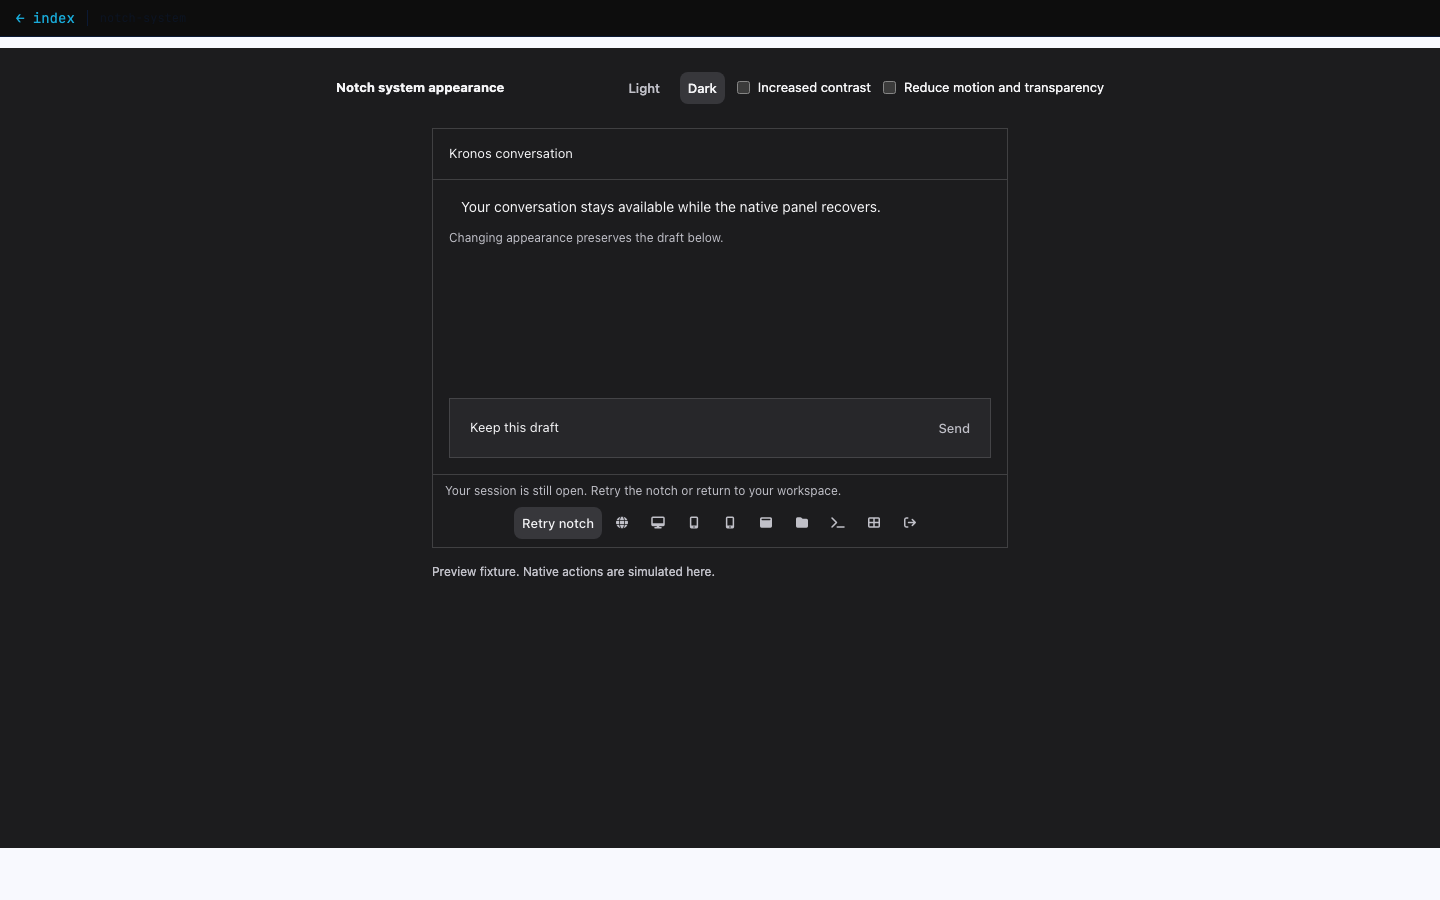 ← index
notch system
Notch system appearance
Light
Dark
Increased contrast
Reduce motion and transparency
Kronos conversation
Your conversation stays available while the native panel recovers.
Changing appearance preserves the draft below.
Keep this draft
Send
Your session is still open. Retry the notch or return to your workspace.
Retry notch
Preview fixture. Native actions are simulated here.